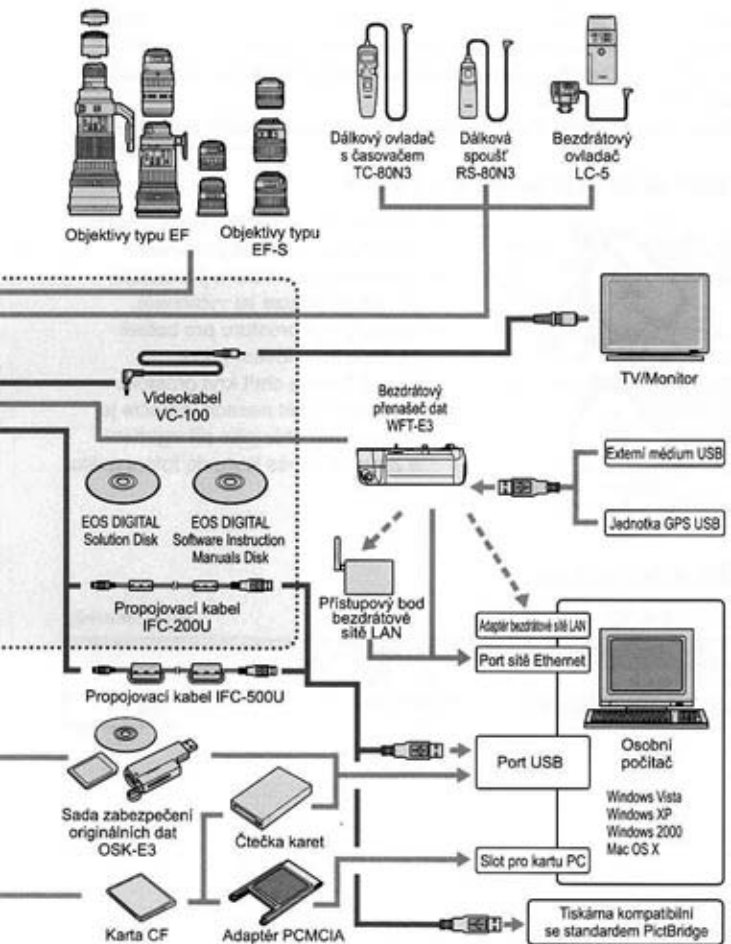 Objektivy typu EF
Objektivy typu
EF-S
Dálkový ovladač
s časovačem
TC-80N3
Dálková
spoušť
RS-80N3
Bezdrátový
ovladač
LC-5
TV/Monitor
Videokabel
VC-100
Bezdrátový
přenašeč dat
WFT-E3
Externí médium USB
Jednotka GPS USB
EOS DIGITAL
Solution Disk
EOS DIGITAL
Software Instruction
Manuals Disk
Propojovací kabel
IFC-200U
Přístupový bod
bezdrátové
sítě LAN
Adaptér bezdrátové sítě LAN
Port sítě Ethernet
Propojovací kabel IFC-500U
Port USB
Osobní
počítač
Windows Vista
Windows XP
Windows 2000
Mac OS X
Sada zabezpečení
originálních dat
OSK-E3
Čtečka karet
Slot pro kartu PC
Karta CF
Adaptér PCMCIA
Tiskárna kompatibilní
se standardem PictBridge